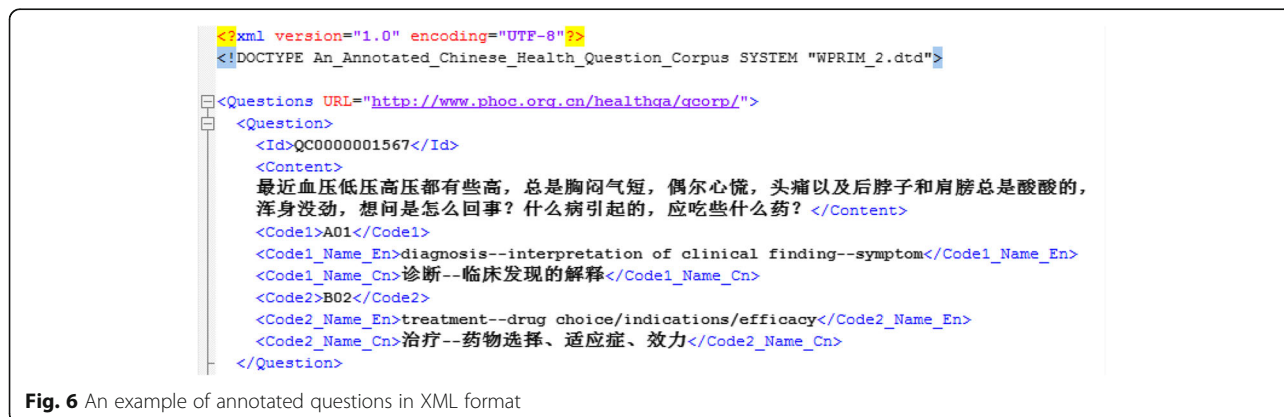 <?xml version="1.0" encoding="UTF-8"?>
<!DOCTYPE An_Annotated_Chinese_Health_Question_Corpus SYSTEM "WPRIM_2.dtd">
<Questions URL="http://www.phoc.org.cn/healthqa/qcorp/">
<Question>
<Id>QC0000001567</Id>
<Content>
最近血压低压高压都有些高，总是胸闷气短，偶尔心慌，头痛以及后脖子和肩膀总是酸酸的，
浑身没劲，想问是怎么回事？什么病引起的，应吃些什么药？</Content>
<Code1>A01</Code1>
<Code1_Name_En>diagnosis--interpretation of clinical finding--symptom</Code1_Name_En>
<Code1_Name_Cn>诊断--临床发现的解释</Code1_Name_Cn>
<Code2>B02</Code2>
<Code2_Name_En>treatment--drug choice/indications/efficacy</Code2_Name_En>
<Code2_Name_Cn>治疗--药物选择、适应症、效力</Code2_Name_Cn>
</Question>
Fig. 6 An example of annotated questions in XML format